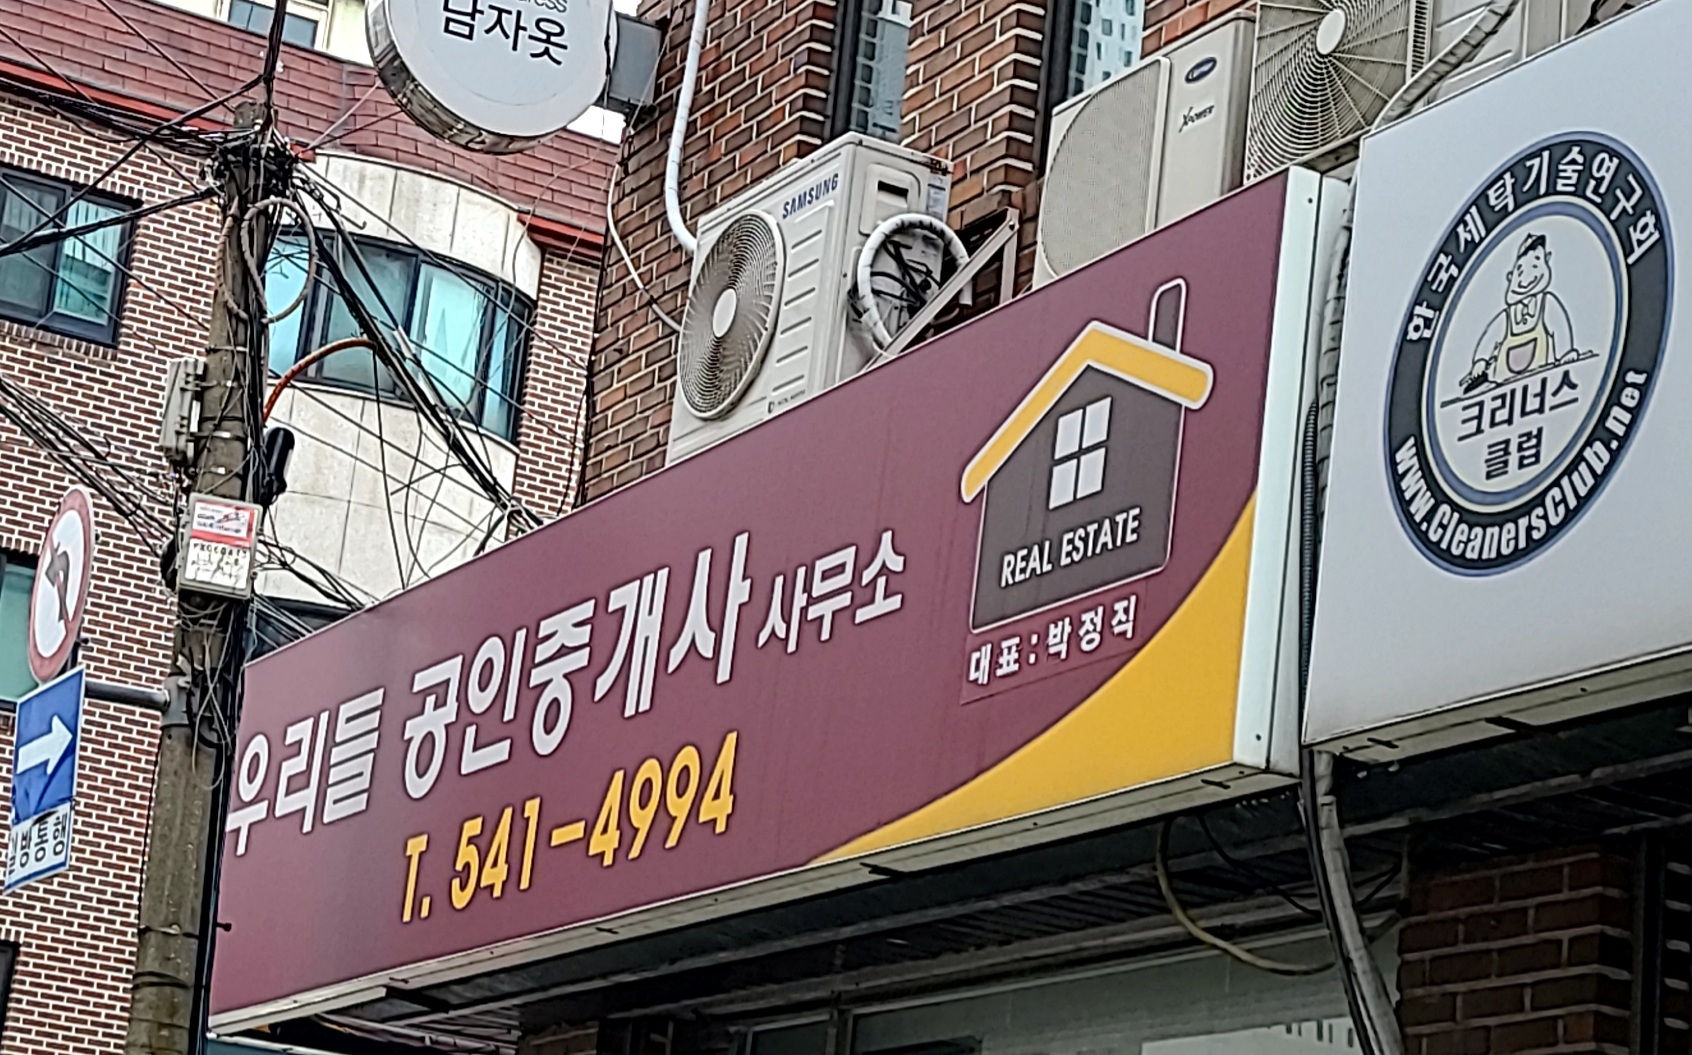 남자옷
SAMSUNG
XPOWER
우리들 공인중개사 사무소
T. 541-4994
REAL ESTATE
대표 : 박정직
한국세탁기술연구회
크리너스
클럽
www.CleanersClub.net
일방통행